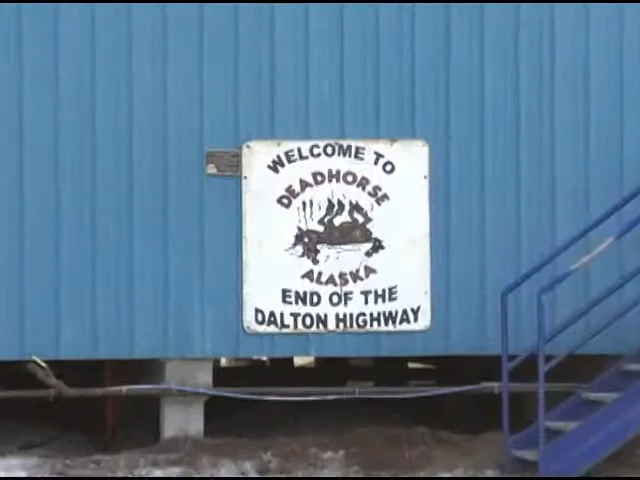 WELCOME TO
DEADHORSE
ALASKA
END OF THE
DALTON HIGHWAY